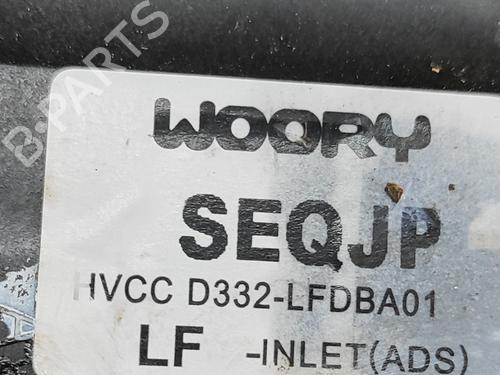 B-PARTS
WOORY
SEQJP
HVCC D332-LFDBA01
LF -INLET(ADS)